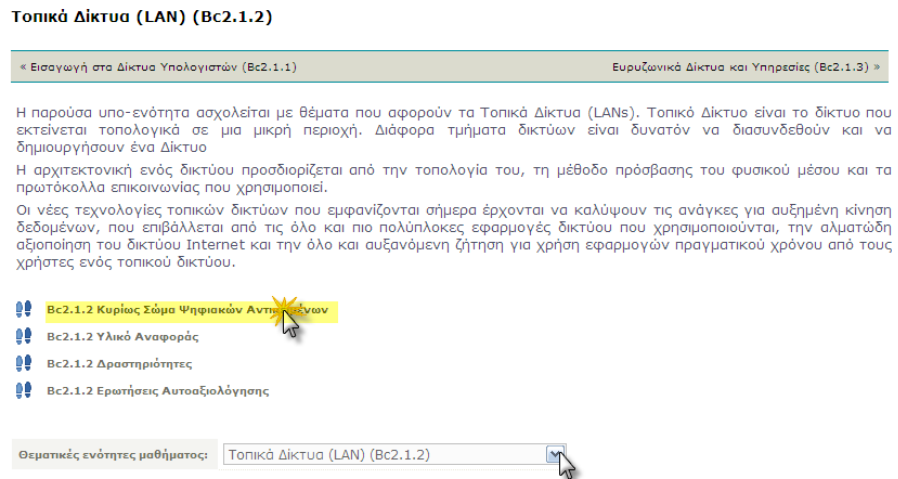 Τοπικά Δίκτυα (LAN) (Bc2.1.2)
« Εισαγωγή στα Δίκτυα Υπολογιστών (Bc2.1.1)
Ευρυζωνικά Δίκτυα και Υπηρεσίες (Bc2.1.3) »
Η παρούσα υπο-ενότητα ασχολείται με θέματα που αφορούν τα Τοπικά Δίκτυα (LANs). Τοπικό Δίκτυο είναι το δίκτυο που
εκτείνεται τοπολογικά σε μια μικρή περιοχή. Διάφορα τμήματα δικτύων είναι δυνατόν να διασυνδεθούν και να
δημιουργήσουν ένα Δίκτυο
Η αρχιτεκτονική ενός δικτύου προσδιορίζεται από την τοπολογία του, τη μέθοδο πρόσβασης του φυσικού μέσου και τα
πρωτόκολλα επικοινωνίας που χρησιμοποιεί.
Οι νέες τεχνολογίες τοπικών δικτύων που εμφανίζονται σήμερα έρχονται να καλύψουν τις ανάγκες για αυξημένη κίνηση
δεδομένων, που επιβάλλεται από τις όλο και πιο πολύπλοκες εφαρμογές δικτύου που χρησιμοποιούνται, την αλματώδη
αξιοποίηση του δικτύου Internet και την όλο και αυξανόμενη ζήτηση για χρήση εφαρμογών πραγματικού χρόνου από τους
χρήστες ενός τοπικού δικτύου.
Bc2.1.2 Κυρίως Σώμα Ψηφιακών
Bc2.1.2 Υλικό Αναφοράς
Bc2.1.2 Δραστηριότητες
Bc2.1.2 Ερωτήσεις Αυτοαξιολόγησης
Θεματικές ενότητες μαθήματος: Τοπικά Δίκτυα (LAN) (Bc2.1.2)